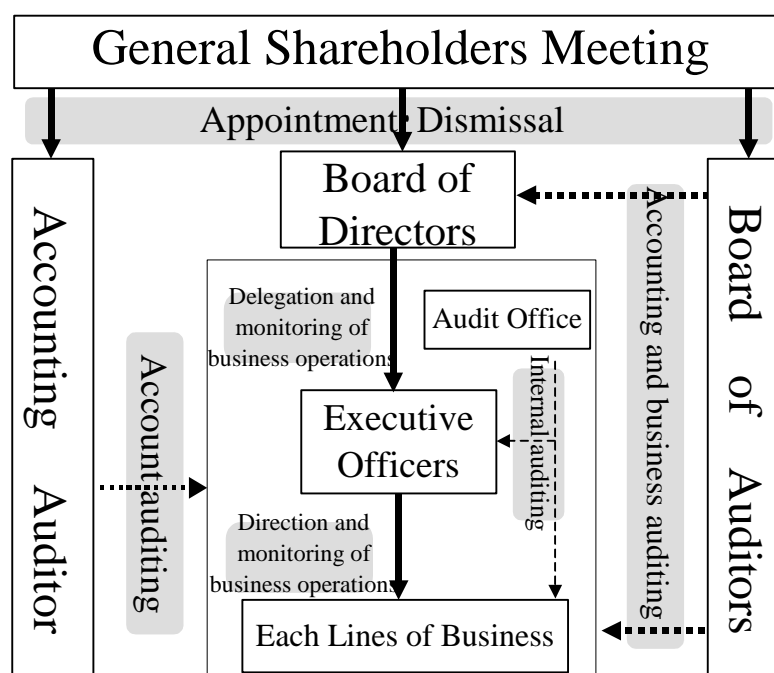 General Shareholders Meeting
Appointment; Dismissal
Accounting Auditor
Board of
Directors
Board of Auditors
Accounting and business auditing
Delegation and
monitoring of
business operations
Audit Office
Internal auditing
Account auditing
Executive
Officers
Direction and
monitoring of
business operations
Each Lines of Business